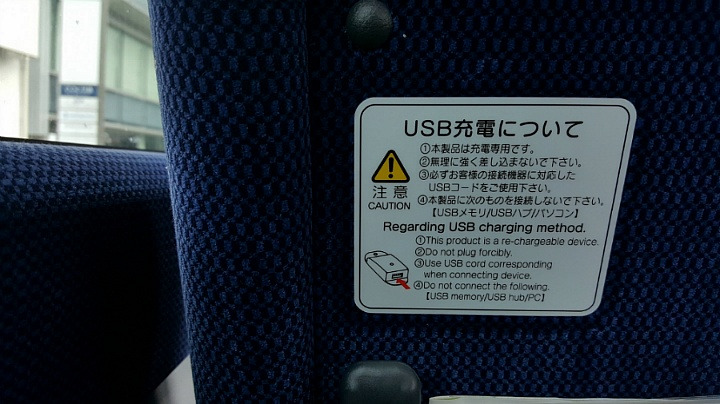 USB充電について
①本製品は充電専用です。
②無理に強く差し込まないで下さい。
③必ずお客様の接続機器に対応した
USBコードをご使用下さい。
④本製品に次のものを接続しないで下さい。
【USBメモリ/USBハブ/パソコン】
注意
CAUTION
Regarding USB charging method.
①This product is a re-chargeable device.
②Do not plug forcibly.
③Use USB cord corresponding
when connecting device.
④Do not connect the following.
【USB memory/USB hub/PC】